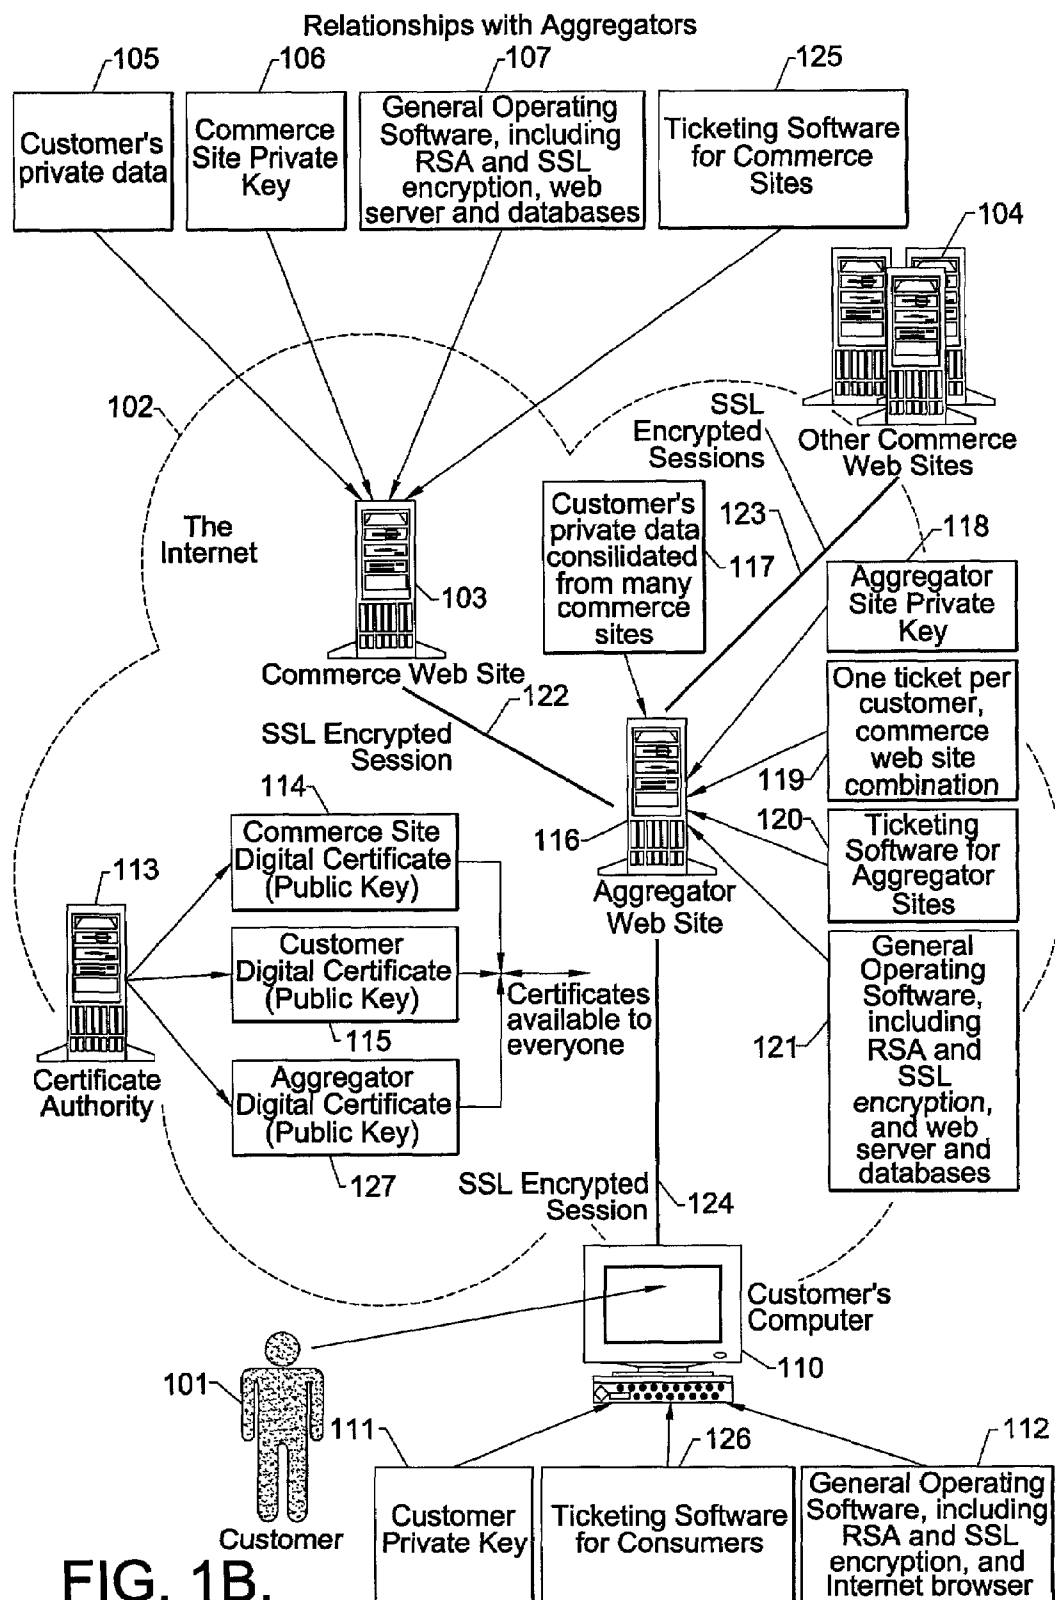 Relationships with Aggregators
105
106
107
125
Customer's
private data
Commerce
Site Private
Key
General Operating
Software, including
RSA and SSL
encryption, web
server and databases
Ticketing Software
for Commerce
Sites
104
102
SSL
Encrypted
Sessions
Other Commerce
Web Sites
The
Internet
Customer's
private data
consilidated
from many
commerce
sites
123
117
118
Aggregator
Site Private
Key
103
Commerce Web Site
122
SSL Encrypted
Session
One ticket per
customer,
commerce
web site
combination
119
114
116
120
Commerce Site
Digital Certificate
(Public Key)
Ticketing
Software for
Aggregator
Sites
113
Aggregator
Web Site
Customer
Digital Certificate
(Public Key)
115
Certificates
available to
everyone
General
Operating
Software,
including
RSA and
SSL
encryption,
and web
server and
databases
121
Certificate
Authority
Aggregator
Digital Certificate
(Public Key)
127
SSL Encrypted
Session
124
Customer's
Computer
110
101
111
126
112
Customer
Customer
Private Key
Ticketing Software
for Consumers
General Operating
Software, including
RSA and SSL
encryption, and
Internet browser
FIG. 1B.